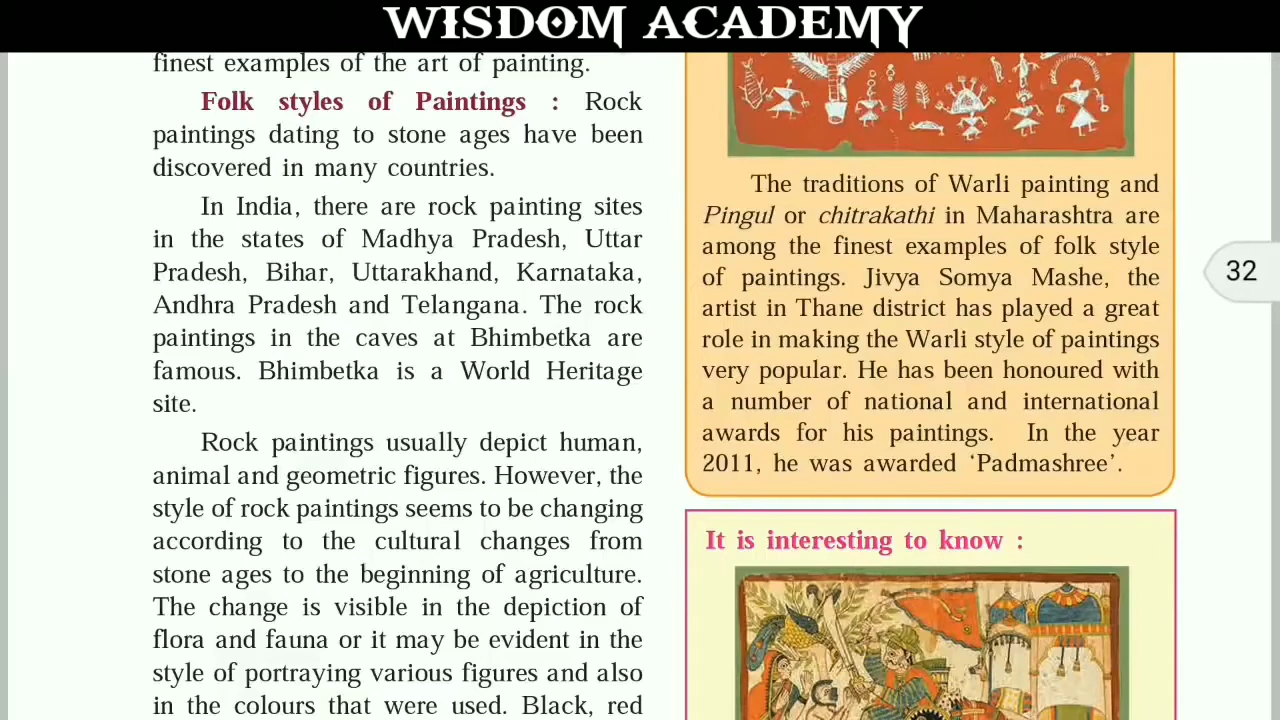 WISDOM ACADEMY
finest examples of the art of painting.
Folk styles of Paintings : Rock
paintings dating to stone ages have been
discovered in many countries.
In India, there are rock painting sites
in the states of Madhya Pradesh, Uttar
Pradesh, Bihar, Uttarakhand, Karnataka,
Andhra Pradesh and Telangana. The rock
paintings in the caves at Bhimbetka are
famous. Bhimbetka is a World Heritage
site.
Rock paintings usually depict human,
animal and geometric figures. However, the
style of rock paintings seems to be changing
according to the cultural changes from
stone ages to the beginning of agriculture.
The change is visible in the depiction of
flora and fauna or it may be evident in the
style of portraying various figures and also
in the colours that were used. Black, red
The traditions of Warli painting and
Pingul or chitrakathi in Maharashtra are
among the finest examples of folk style
of paintings. Jivya Somya Mashe, the
artist in Thane district has played a great
role in making the Warli style of paintings
very popular. He has been honoured with
a number of national and international
awards for his paintings. In the year
2011, he was awarded ‘Padmashree’.
It is interesting to know :
32